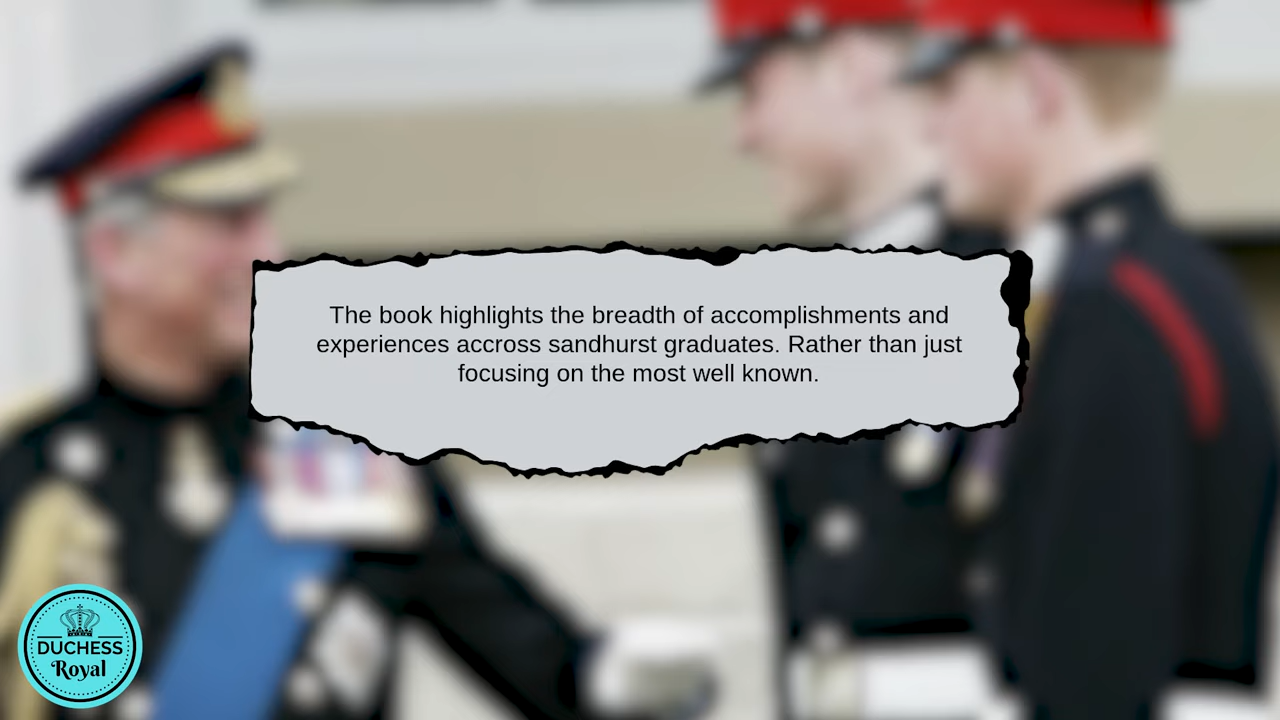 The book highlights the breadth of accomplishments and
experiences accross sandhurst graduates. Rather than just
focusing on the most well known.
DUCHESS
Royal